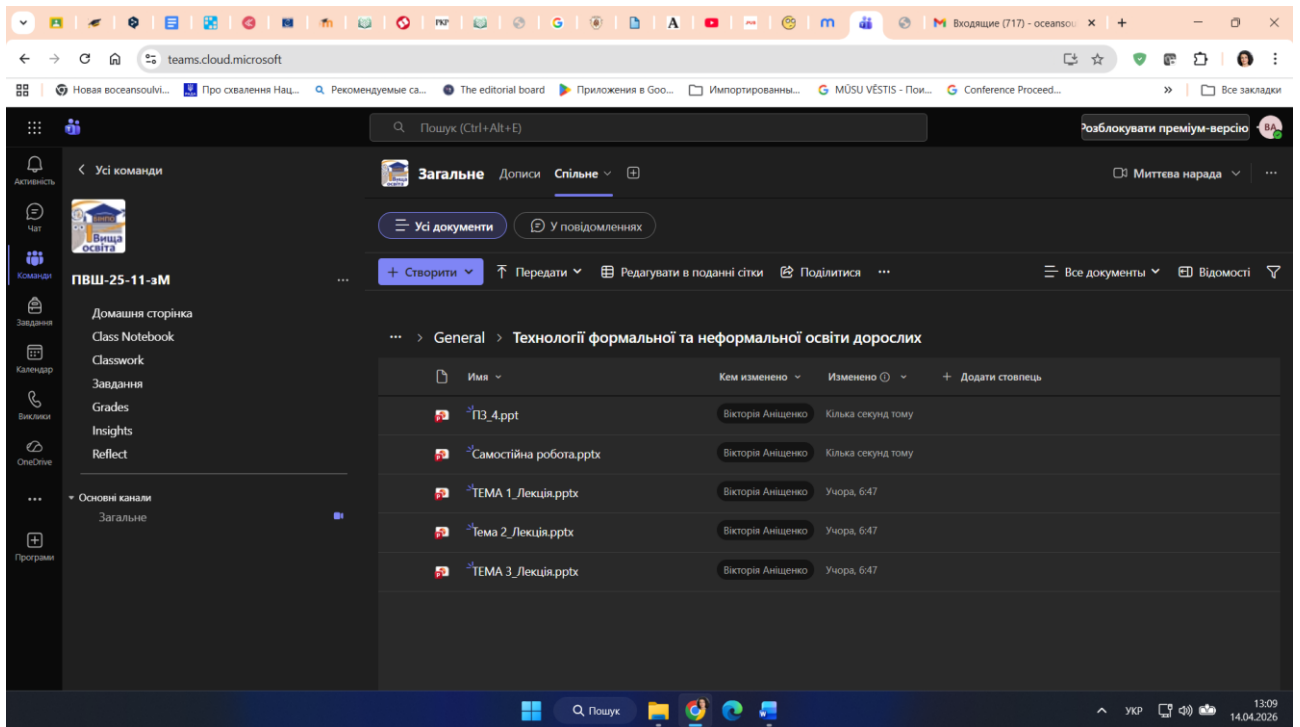 PKP
A
Входящие (717) - oceansou
teams.cloud.microsoft
Новая воceansoulvi...
Про схвалення Нац...
Рекомендуемые са...
The editorial board
Приложения в Goo...
Импортированны...
MŪSU VĒSTIS - Пои...
Conference Proceed...
»
Все закладки
Пошук (Ctrl+Alt+E)
Розблокувати преміум-версію
ВА
Активність
Чат
Команди
Завдання
Календар
Виклики
OneDrive
Програми
Усі команди
БІНПО
Вища
освіта
ПВШ-25-11-зМ
Домашня сторінка
Class Notebook
Classwork
Завдання
Grades
Insights
Reflect
Основні канали
Загальне
Загальне Дописи Спільне
Миттєва нарада
Усі документи
У повідомленнях
+ Створити
Передати
Редагувати в поданні сітки
Поділитися
Все документы
Відомості
General > Технології формальної та неформальної освіти дорослих
Имя Кем изменено Изменено + Додати стовпець
ПЗ_4.ppt Вікторія Аніщенко Кілька секунд тому
Самостійна робота.pptx Вікторія Аніщенко Кілька секунд тому
ТЕМА 1_Лекція.pptx Вікторія Аніщенко Учора, 6:47
Тема 2_Лекція.pptx Вікторія Аніщенко Учора, 6:47
ТЕМА 3_Лекція.pptx Вікторія Аніщенко Учора, 6:47
Пошук
УКР
13:09
14.04.2026